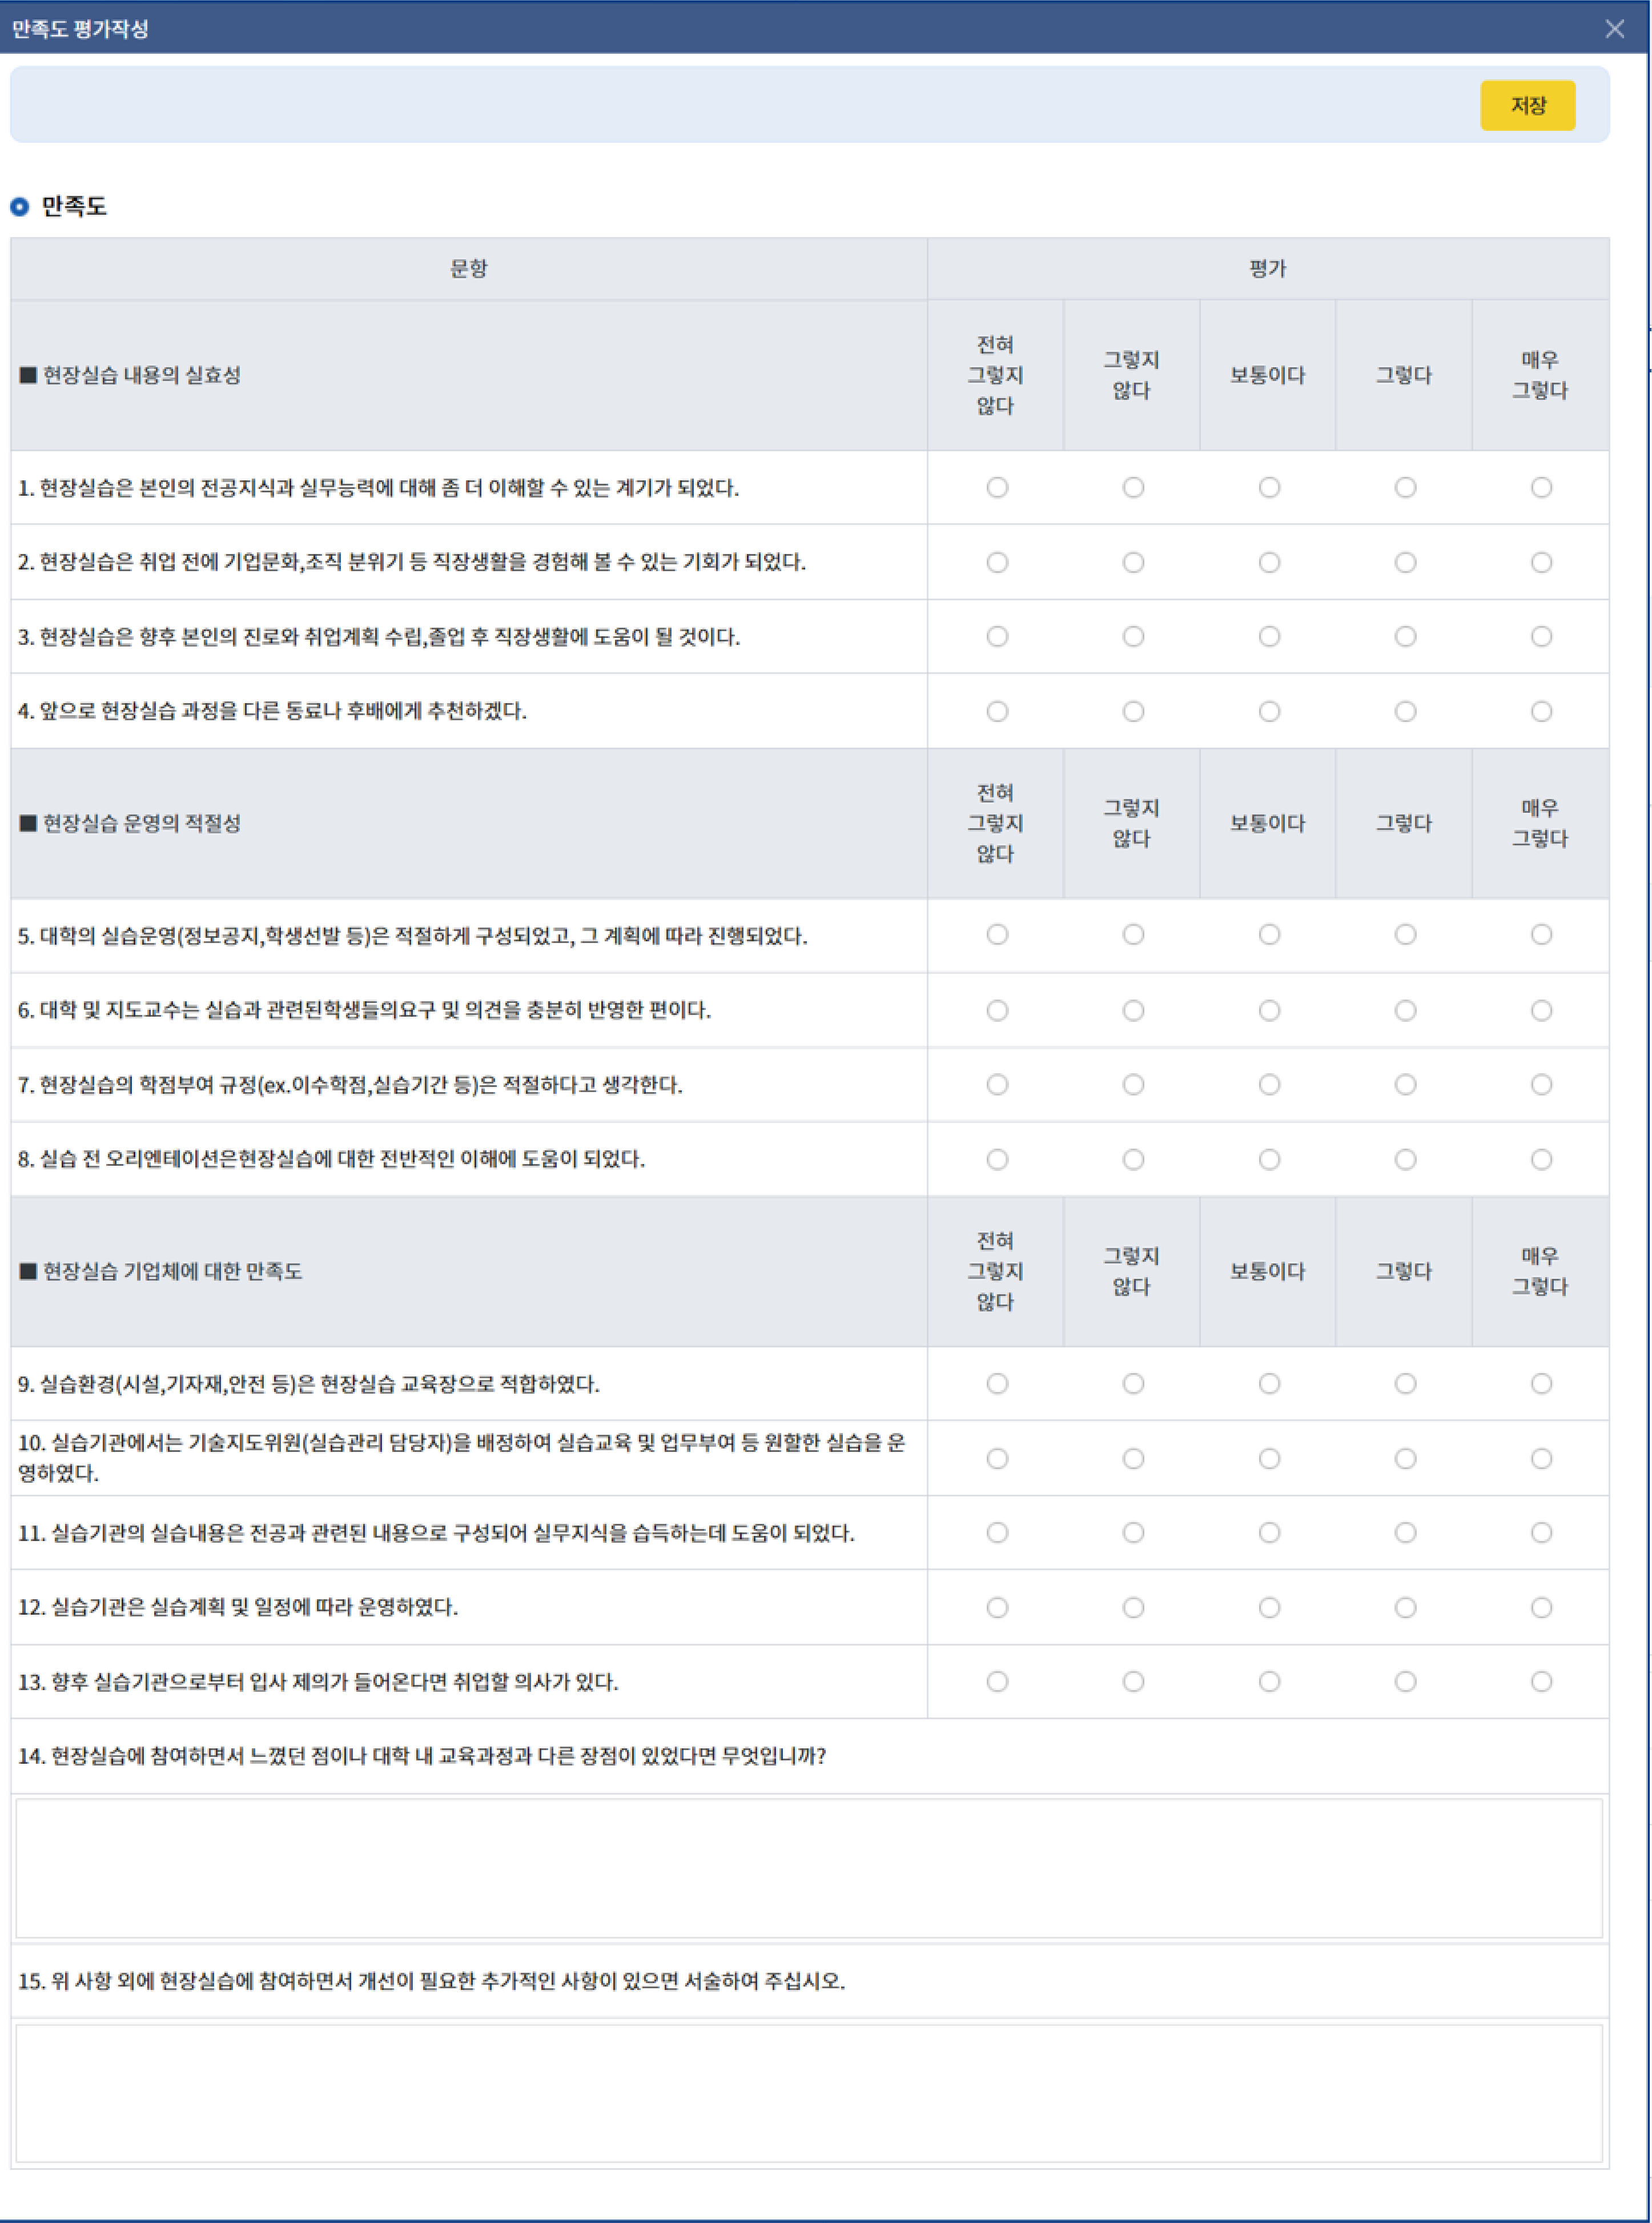 만족도 평가작성
저장
만족도
문항
평가
■ 현장실습 내용의 실효성
전혀
그렇지
않다
그렇지
않다
보통이다
그렇다
매우
그렇다
1. 현장실습은 본인의 전공지식과 실무능력에 대해 좀 더 이해할 수 있는 계기가 되었다.
2. 현장실습은 취업 전에 기업문화,조직 분위기 등 직장생활을 경험해 볼 수 있는 기회가 되었다.
3. 현장실습은 향후 본인의 진로와 취업계획 수립,졸업 후 직장생활에 도움이 될 것이다.
4. 앞으로 현장실습 과정을 다른 동료나 후배에게 추천하겠다.
■ 현장실습 운영의 적절성
전혀
그렇지
않다
그렇지
않다
보통이다
그렇다
매우
그렇다
5. 대학의 실습운영(정보공지,학생선발 등)은 적절하게 구성되었고, 그 계획에 따라 진행되었다.
6. 대학 및 지도교수는 실습과 관련된학생들의요구 및 의견을 충분히 반영한 편이다.
7. 현장실습의 학점부여 규정(ex.이수학점,실습기간 등)은 적절하다고 생각한다.
8. 실습 전 오리엔테이션은현장실습에 대한 전반적인 이해에 도움이 되었다.
■ 현장실습 기업체에 대한 만족도
전혀
그렇지
않다
그렇지
않다
보통이다
그렇다
매우
그렇다
9. 실습환경(시설,기자재,안전 등)은 현장실습 교육장으로 적합하였다.
10. 실습기관에서는 기술지도위원(실습관리 담당자)을 배정하여 실습교육 및 업무부여 등 원할한 실습을 운
영하였다.
11. 실습기관의 실습내용은 전공과 관련된 내용으로 구성되어 실무지식을 습득하는데 도움이 되었다.
12. 실습기관은 실습계획 및 일정에 따라 운영하였다.
13. 향후 실습기관으로부터 입사 제의가 들어온다면 취업할 의사가 있다.
14. 현장실습에 참여하면서 느꼈던 점이나 대학 내 교육과정과 다른 장점이 있었다면 무엇입니까?
15. 위 사항 외에 현장실습에 참여하면서 개선이 필요한 추가적인 사항이 있으면 서술하여 주십시오.